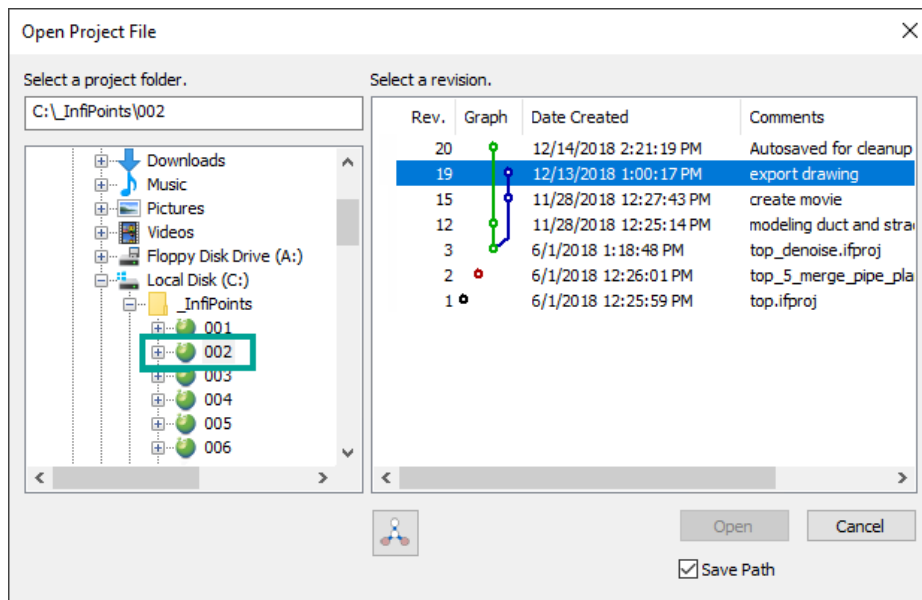 Open Project File
Select a project folder.
C:\_InfiPoints\002
Downloads
Music
Pictures
Videos
Floppy Disk Drive (A:)
Local Disk (C:)
_InfiPoints
001
002
003
004
005
006
Select a revision.
Rev. Graph Date Created Comments
20 12/14/2018 2:21:19 PM Autosaved for cleanup
19 12/13/2018 1:00:17 PM export drawing
15 11/28/2018 12:27:43 PM create movie
12 11/28/2018 12:25:14 PM modeling duct and stra
3 6/1/2018 1:18:48 PM top_denoise.ifproj
2 6/1/2018 12:26:01 PM top_5_merge_pipe_pla
1 6/1/2018 12:25:59 PM top.ifproj
Open Cancel
Save Path